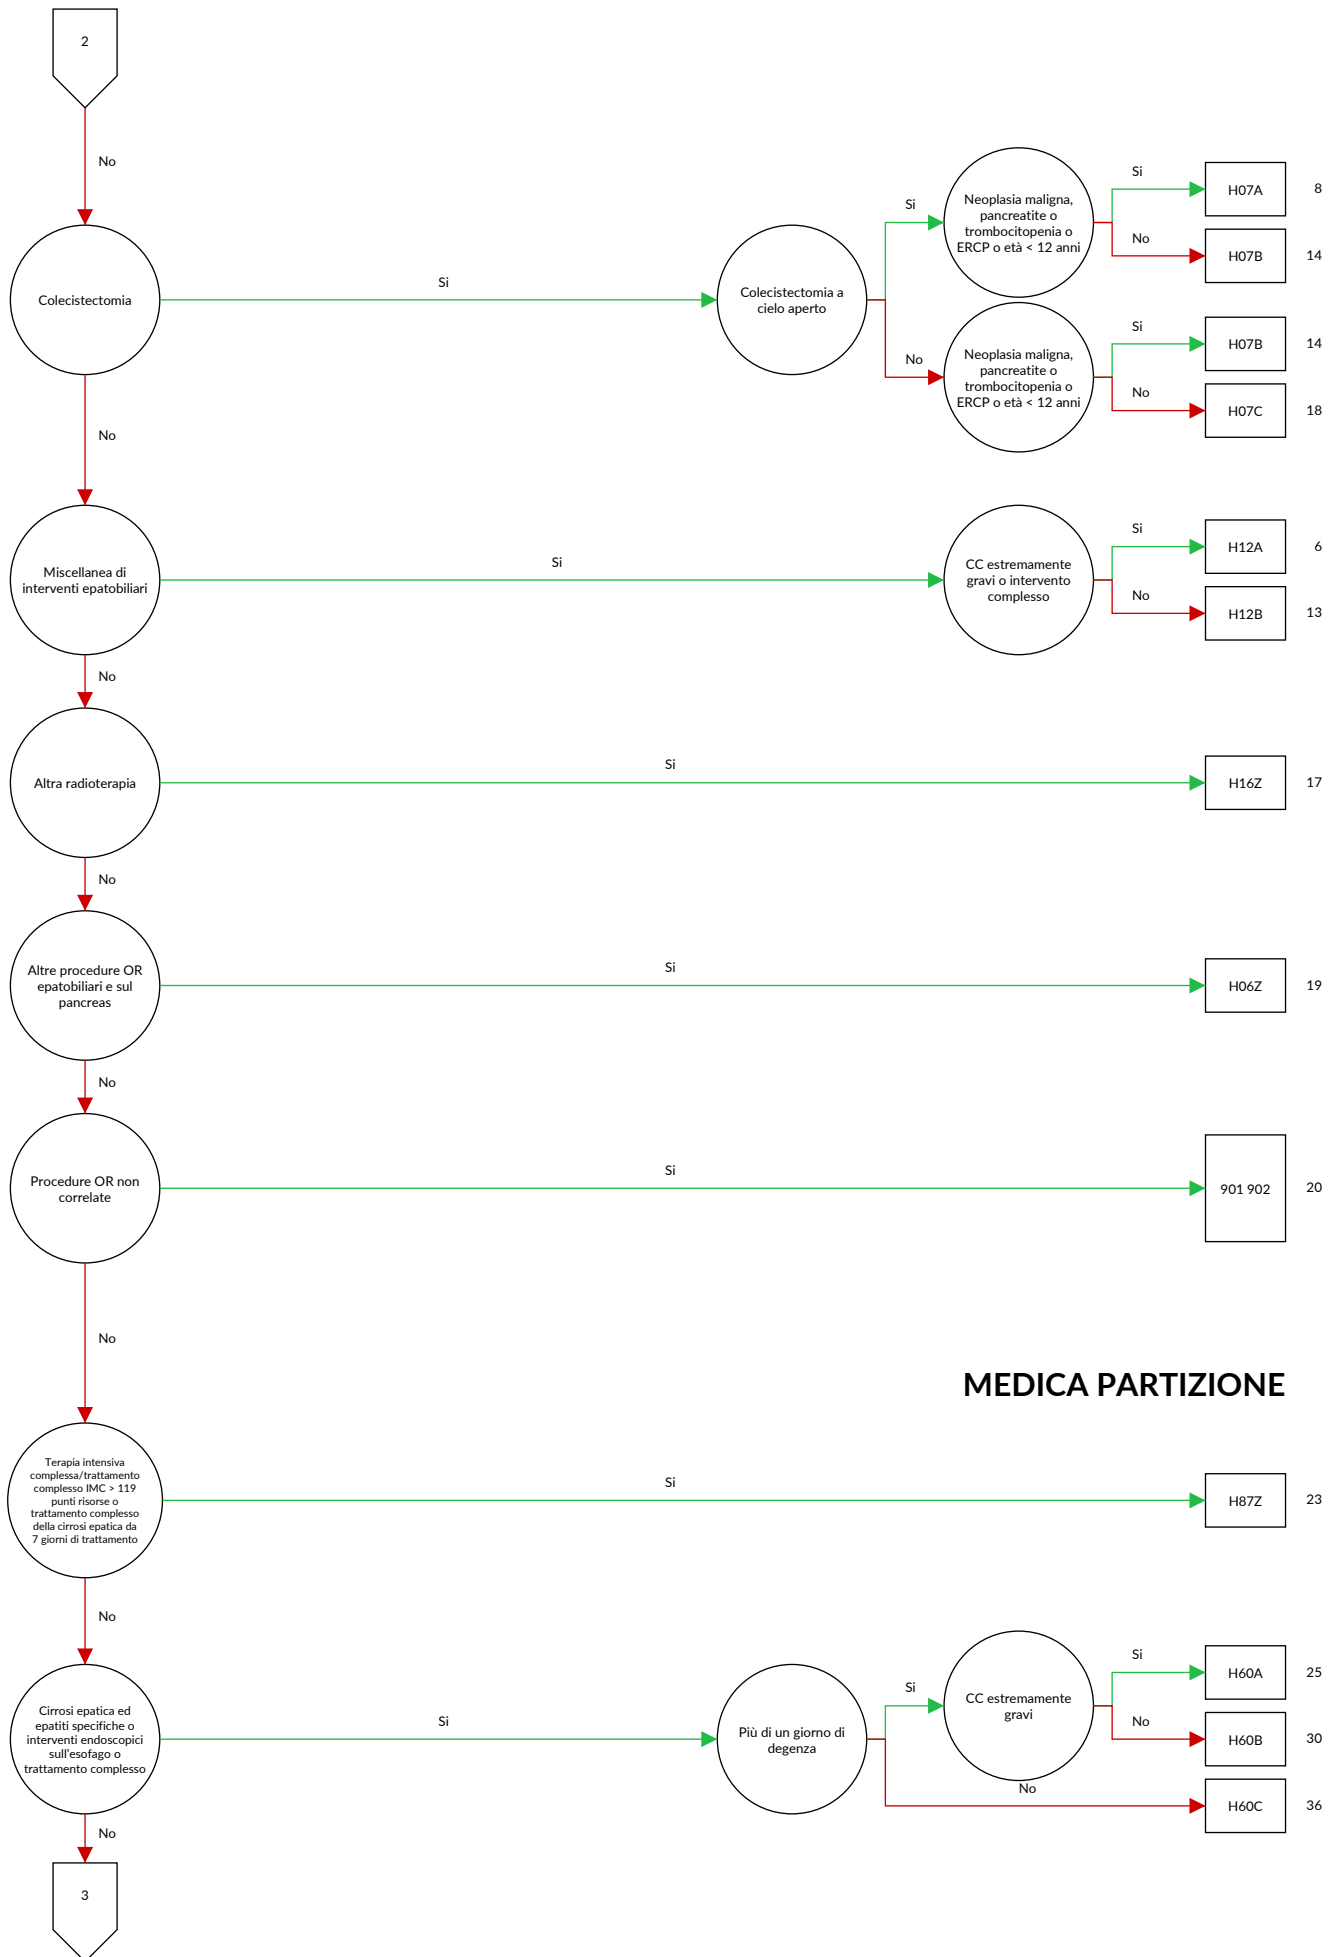 2
No
Colecistectomia
Si
Colecistectomia a
cielo aperto
Si
Neoplasia maligna,
pancreatite o
trombocitopenia o
ERCP o età < 12 anni
Si
H07A
8
No
H07B
14
No
Neoplasia maligna,
pancreatite o
trombocitopenia o
ERCP o età < 12 anni
Si
H07B
14
No
H07C
18
No
Miscellanea di
interventi epatobiliari
Si
CC estremamente
gravi o intervento
complesso
Si
H12A
6
No
H12B
13
No
Altra radioterapia
Si
H16Z
17
No
Altre procedure OR
epatobiliari e sul
pancreas
Si
H06Z
19
No
Procedure OR non
correlate
Si
901 902
20
No
MEDICA PARTIZIONE
Terapia intensiva
complessa/trattamento
complesso IMC > 119
punti risorse o
trattamento complesso
della cirrosi epatica da
7 giorni di trattamento
Si
H87Z
23
No
Cirrosi epatica ed
epatiti specifiche o
interventi endoscopici
sull'esofago o
trattamento complesso
Si
Più di un giorno di
degenza
Si
CC estremamente
gravi
Si
H60A
25
No
H60B
30
No
H60C
36
No
3